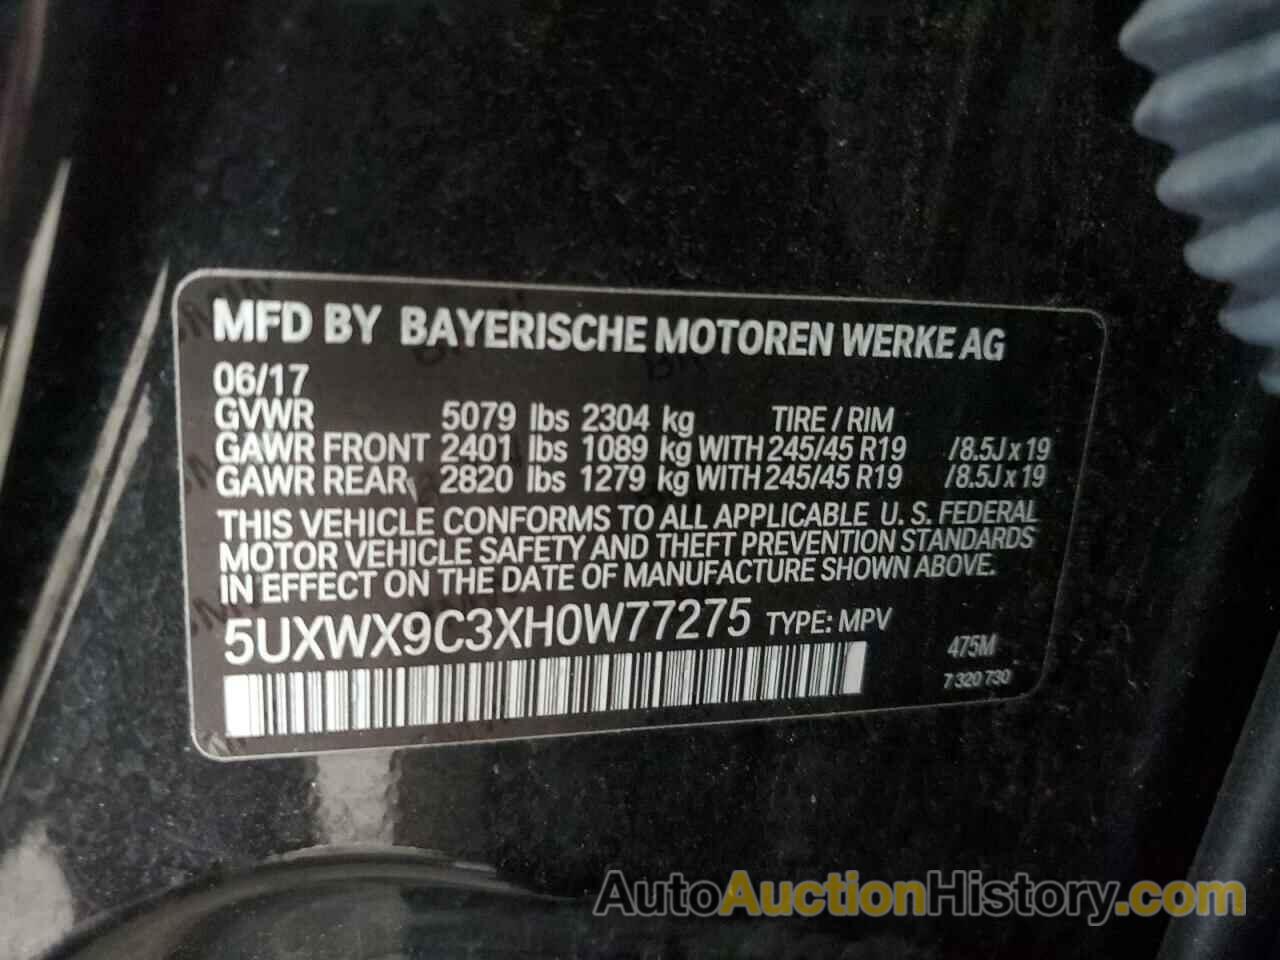 MFD BY BAYERISCHE MOTOREN WERKE AG
06/17
GVWR 5079 lbs 2304 kg TIRE / RIM
GAWR FRONT 2401 lbs 1089 kg WITH 245/45 R19 /8.5J x 19
GAWR REAR 2820 lbs 1279 kg WITH 245/45 R19 /8.5J x 19
THIS VEHICLE CONFORMS TO ALL APPLICABLE U. S. FEDERAL
MOTOR VEHICLE SAFETY AND THEFT PREVENTION STANDARDS
IN EFFECT ON THE DATE OF MANUFACTURE SHOWN ABOVE.
5UXWX9C3XH0W77275 TYPE: MPV
475M
7 320 730
AutoAuctionHistory.com